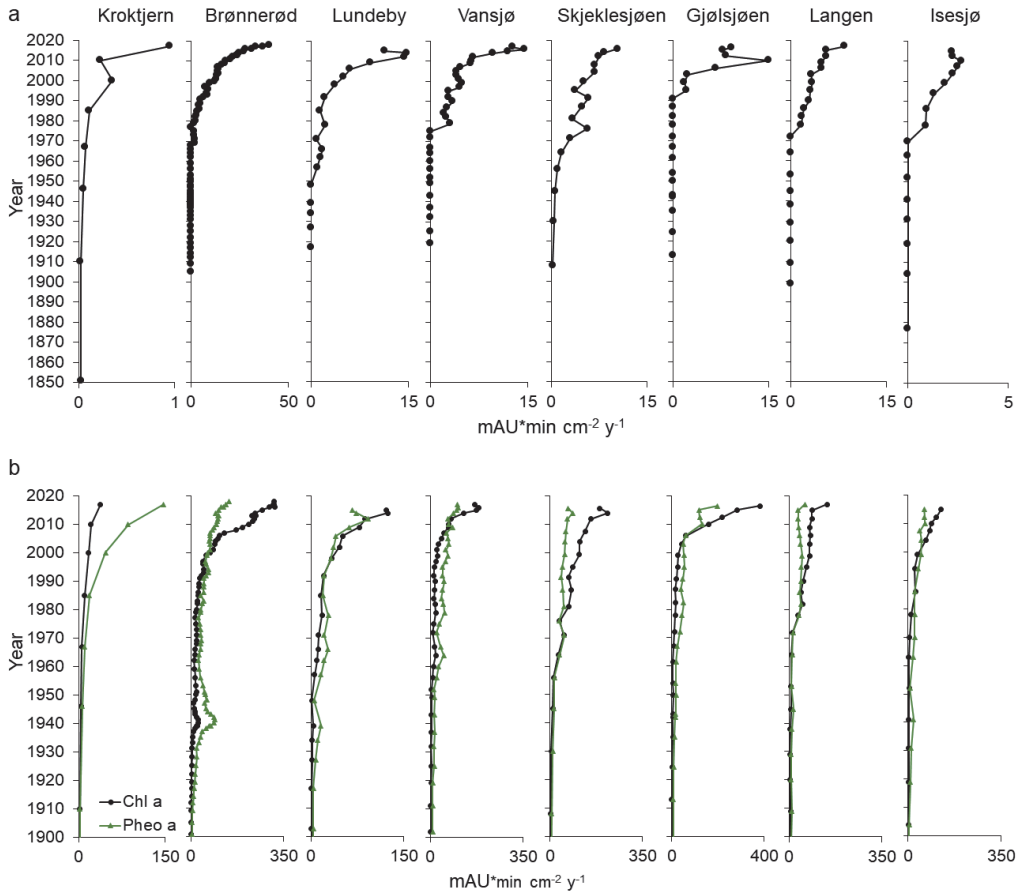 a
Kroktjern Brønnerød Lundeby Vansjø Skjeklesjøen Gjølsjøen Langen Isesjø
2020
2010
2000
1990
1980
1970
1960
1950
1940
1930
1920
1910
1900
1890
1880
1870
1860
1850
Year
0 1 0 50 0 15 0 15 0 15 0 15 0 15 0 5
mAU*min cm-2 y-1
b
2020
2010
2000
1990
1980
1970
1960
1950
1940
1930
1920
1910
1900
Year
Chl a
Pheo a
0 150 0 350 0 150 0 350 0 350 0 400 0 350 0 350
mAU*min cm-2 y-1